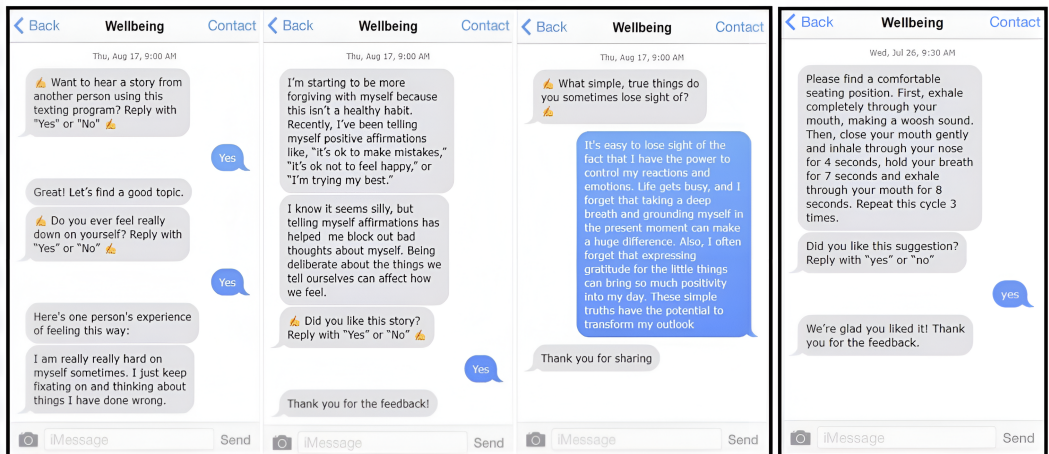 Back Wellbeing Contact
Thu, Aug 17, 9:00 AM
✍ Want to hear a story from
another person using this
texting program? Reply with
"Yes" or "No" ✍
Yes
Great! Let's find a good topic.
✍ Do you ever feel really
down on yourself? Reply with
"Yes" or "No" ✍
Yes
Here's one person's experience
of feeling this way:
I am really really hard on
myself sometimes. I just keep
fixating on and thinking about
things I have done wrong.
iMessage Send
Back Wellbeing Contact
Thu, Aug 17, 9:00 AM
I'm starting to be more
forgiving with myself because
this isn't a healthy habit.
Recently, I've been telling
myself positive affirmations
like, "it's ok to make mistakes,"
"it's ok not to feel happy," or
"I'm trying my best."
I know it seems silly, but
telling myself affirmations has
helped me block out bad
thoughts about myself. Being
deliberate about the things we
tell ourselves can affect how
we feel.
✍ Did you like this story?
Reply with "Yes" or "No" ✍
Yes
Thank you for the feedback!
iMessage Send
Back Wellbeing Contact
Thu, Aug 17, 9:00 AM
✍ What simple, true things do
you sometimes lose sight of?
✍
It's easy to lose sight of the
fact that I have the power to
control my reactions and
emotions. Life gets busy, and I
forget that taking a deep
breath and grounding myself in
the present moment can make
a huge difference. Also, I often
forget that expressing
gratitude for the little things
can bring so much positivity
into my day. These simple
truths have the potential to
transform my outlook
Thank you for sharing
iMessage Send
Back Wellbeing Contact
Wed, Jul 26, 9:30 AM
Please find a comfortable
seating position. First, exhale
completely through your
mouth, making a woosh sound.
Then, close your mouth gently
and inhale through your nose
for 4 seconds, hold your breath
for 7 seconds and exhale
through your mouth for 8
seconds. Repeat this cycle 3
times.
Did you like this suggestion?
Reply with "yes" or "no"
yes
We're glad you liked it! Thank
you for the feedback.
iMessage Send